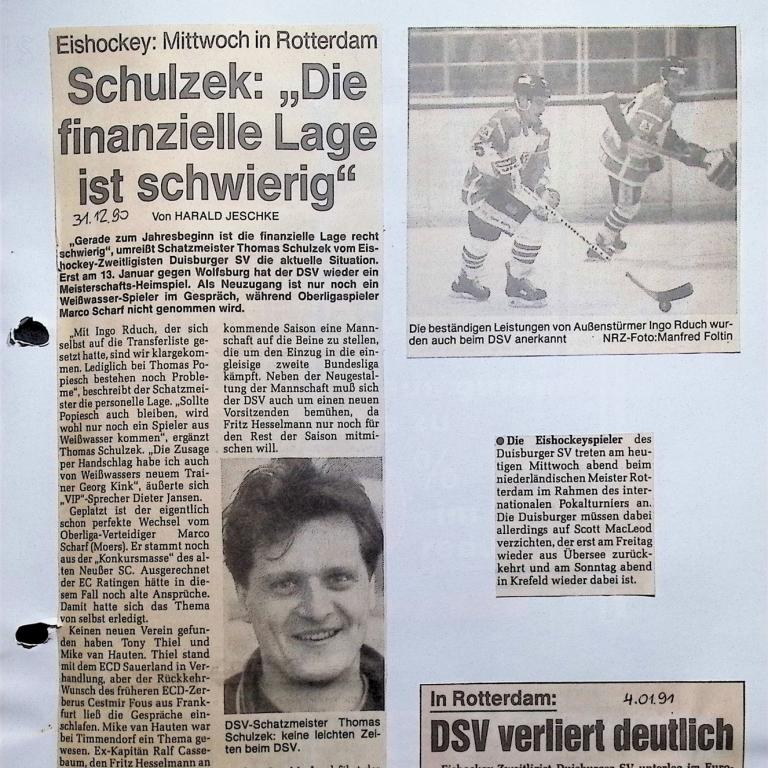 Eishockey: Mittwoch in Rotterdam
Schulzek: „Die
finanzielle Lage
ist schwierig“
31.12.90
Von HARALD JESCHKE
„Gerade zum Jahresbeginn ist die finanzielle Lage recht
schwierig“, umreißt Schatzmeister Thomas Schulzek vom Eis-
hockey-Zweitligisten Duisburger SV die aktuelle Situation.
Erst am 13. Januar gegen Wolfsburg hat der DSV wieder ein
Meisterschafts-Heimspiel. Als Neuzugang ist nur noch ein
Weißwasser-Spieler im Gespräch, während Oberligaspieler
Marco Scharf nicht genommen wird.
„Mit Ingo Rduch, der sich
selbst auf die Transferliste ge-
setzt hatte, sind wir klargekom-
men. Lediglich bei Thomas Po-
piesch bestehen noch Proble-
me“, beschreibt der Schatzmei-
ster die personelle Lage. „Sollte
Popiesch auch bleiben, wird
wohl nur noch ein Spieler aus
Weißwasser kommen“, ergänzt
Thomas Schulzek. „Die Zusage
per Handschlag habe ich auch
von Weißwassers neuem Trai-
ner Georg Kink“, äußerte sich
„VIP“-Sprecher Dieter Jansen.
Geplatzt ist der eigentlich
schon perfekte Wechsel vom
Oberliga-Verteidiger Marco
Scharf (Moers). Er stammt noch
aus der „Konkursmasse“ des al-
ten Neußer SC. Ausgerechnet
der EC Ratingen hätte in die-
sem Fall noch alte Ansprüche.
Damit hatte sich das Thema
von selbst erledigt.
Keinen neuen Verein gefun-
den haben Tony Thiel und
Mike van Hauten. Thiel stand
mit dem ECD Sauerland in Ver-
handlung, aber der Rückkehr-
Wunsch des früheren ECD-Zer-
berus Cestmir Fous aus Frank-
furt ließ die Gespräche ein-
schlafen. Mike van Hauten war
bei Timmendorf ein Thema ge-
wesen. Ex-Kapitän Ralf Casse-
baum, den Fritz Hesselmann an
kommende Saison eine Mann-
schaft auf die Beine zu stellen,
die um den Einzug in die ein-
gleisige zweite Bundesliga
kämpft. Neben der Neugestal-
tung der Mannschaft muß sich
der DSV auch um einen neuen
Vorsitzenden bemühen, da
Fritz Hesselmann nur noch für
den Rest der Saison mitmi-
schen will.
DSV-Schatzmeister Thomas
Schulzek: keine leichten Zei-
ten beim DSV.
Die beständigen Leistungen von Außenstürmer Ingo Rduch wur-
den auch beim DSV anerkannt NRZ-Foto:Manfred Foltin
Die Eishockeyspieler des
Duisburger SV treten am heu-
tigen Mittwoch abend beim
niederländischen Meister Rot-
terdam im Rahmen des inter-
nationalen Pokalturniers an.
Die Duisburger müssen dabei
allerdings auf Scott MacLeod
verzichten, der erst am Freitag
wieder aus Übersee zurück-
kehrt und am Sonntag abend
in Krefeld wieder dabei ist.
In Rotterdam: 4.01.91
DSV verliert deutlich
Eishockey-Zweitligist Duisburger SV unterlag im Euro-